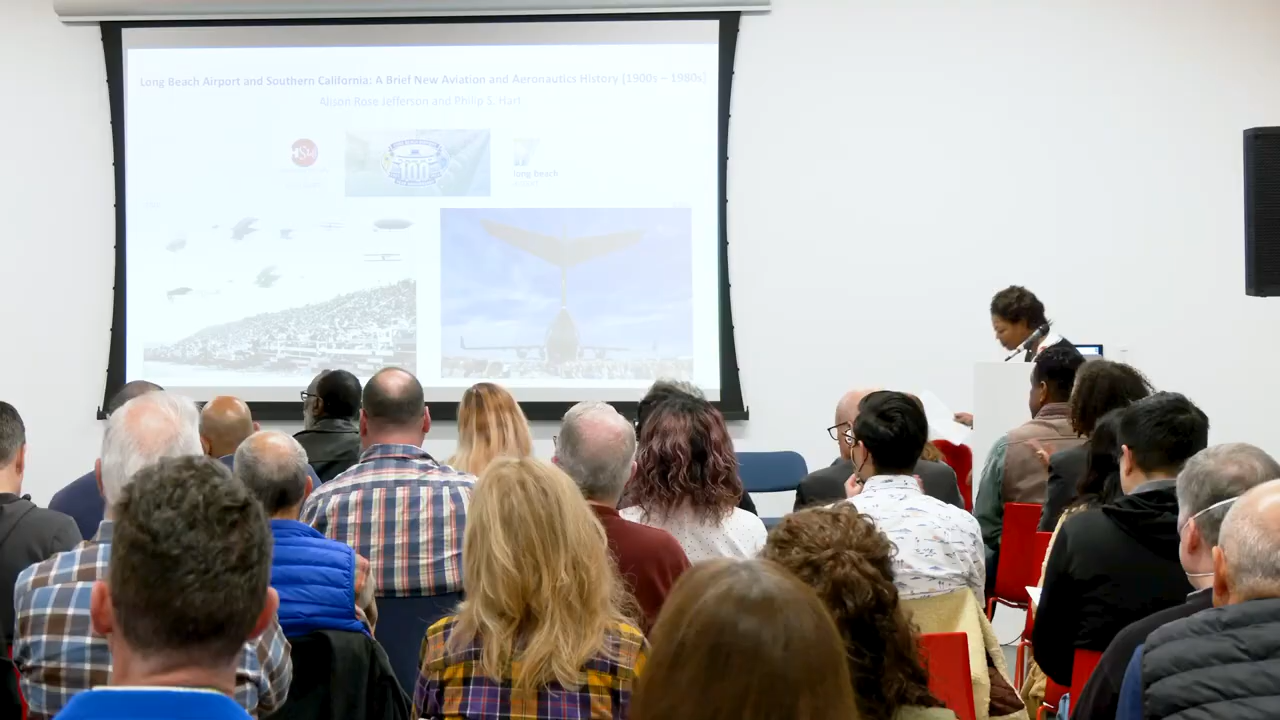 Long Beach Airport and Southern California: A Brief New Aviation and Aeronautics History (1900s – 1980s)
Alison Rose Jefferson and Philip S. Hart
100
long beach